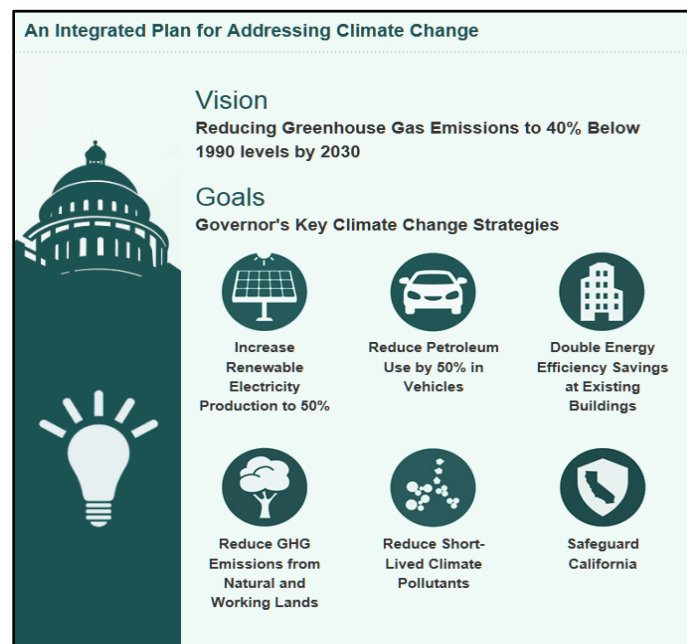 An Integrated Plan for Addressing Climate Change
Vision
Reducing Greenhouse Gas Emissions to 40% Below
1990 levels by 2030
Goals
Governor's Key Climate Change Strategies
Increase
Renewable
Electricity
Production to 50%
Reduce Petroleum
Use by 50% in
Vehicles
Double Energy
Efficiency Savings
at Existing
Buildings
Reduce GHG
Emissions from
Natural and
Working Lands
Reduce Short-
Lived Climate
Pollutants
Safeguard
California